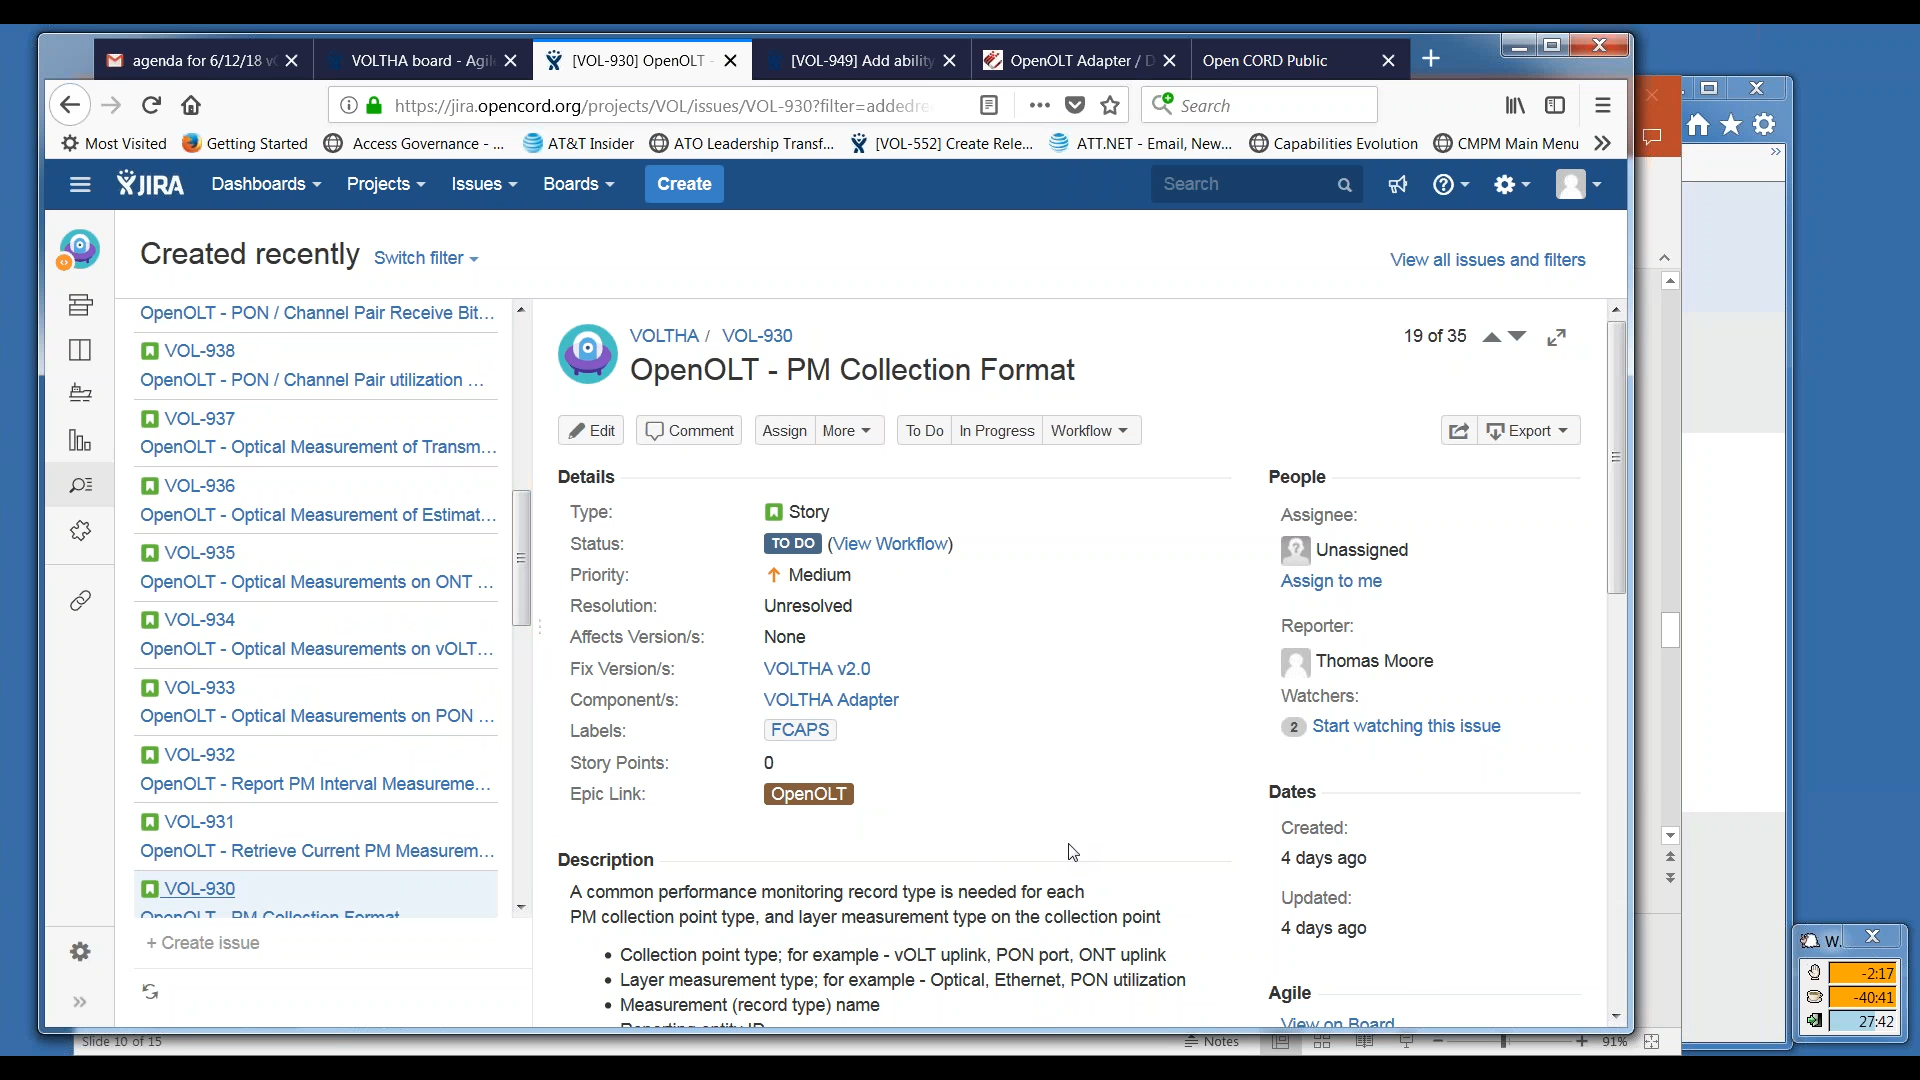 agenda for 6/12/18 v
VOLTHA board - Agil
[VOL-930] OpenOLT -
[VOL-949] Add ability
OpenOLT Adapter / D
Open CORD Public
https://jira.opencord.org/projects/VOL/issues/VOL-930?filter=addedre
Search
Most Visited
Getting Started
Access Governance - ...
AT&T Insider
ATO Leadership Transf...
[VOL-552] Create Rele...
ATT.NET - Email, New...
Capabilities Evolution
CMPM Main Menu
JIRA
Dashboards
Projects
Issues
Boards
Create
Search
Created recently
Switch filter
View all issues and filters
OpenOLT - PON / Channel Pair Receive Bit...
VOL-938
OpenOLT - PON / Channel Pair utilization ...
VOL-937
OpenOLT - Optical Measurement of Transm...
VOL-936
OpenOLT - Optical Measurement of Estimat...
VOL-935
OpenOLT - Optical Measurements on ONT ...
VOL-934
OpenOLT - Optical Measurements on vOLT...
VOL-933
OpenOLT - Optical Measurements on PON ...
VOL-932
OpenOLT - Report PM Interval Measureme...
VOL-931
OpenOLT - Retrieve Current PM Measurem...
VOL-930
OpenOLT - PM Collection Format
+ Create issue
VOLTHA / VOL-930
19 of 35
OpenOLT - PM Collection Format
Edit
Comment
Assign
More
To Do
In Progress
Workflow
Export
Details
Type: Story
Status: TO DO (View Workflow)
Priority: Medium
Resolution: Unresolved
Affects Version/s: None
Fix Version/s: VOLTHA v2.0
Component/s: VOLTHA Adapter
Labels: FCAPS
Story Points: 0
Epic Link: OpenOLT
Description
A common performance monitoring record type is needed for each
PM collection point type, and layer measurement type on the collection point
• Collection point type; for example - vOLT uplink, PON port, ONT uplink
• Layer measurement type; for example - Optical, Ethernet, PON utilization
• Measurement (record type) name
• Reporting entity ID
People
Assignee:
Unassigned
Assign to me
Reporter:
Thomas Moore
Watchers:
2 Start watching this issue
Dates
Created:
4 days ago
Updated:
4 days ago
Agile
View on Board
Slide 10 of 15
Notes
91%
W.
-2:17
-40:41
27:42